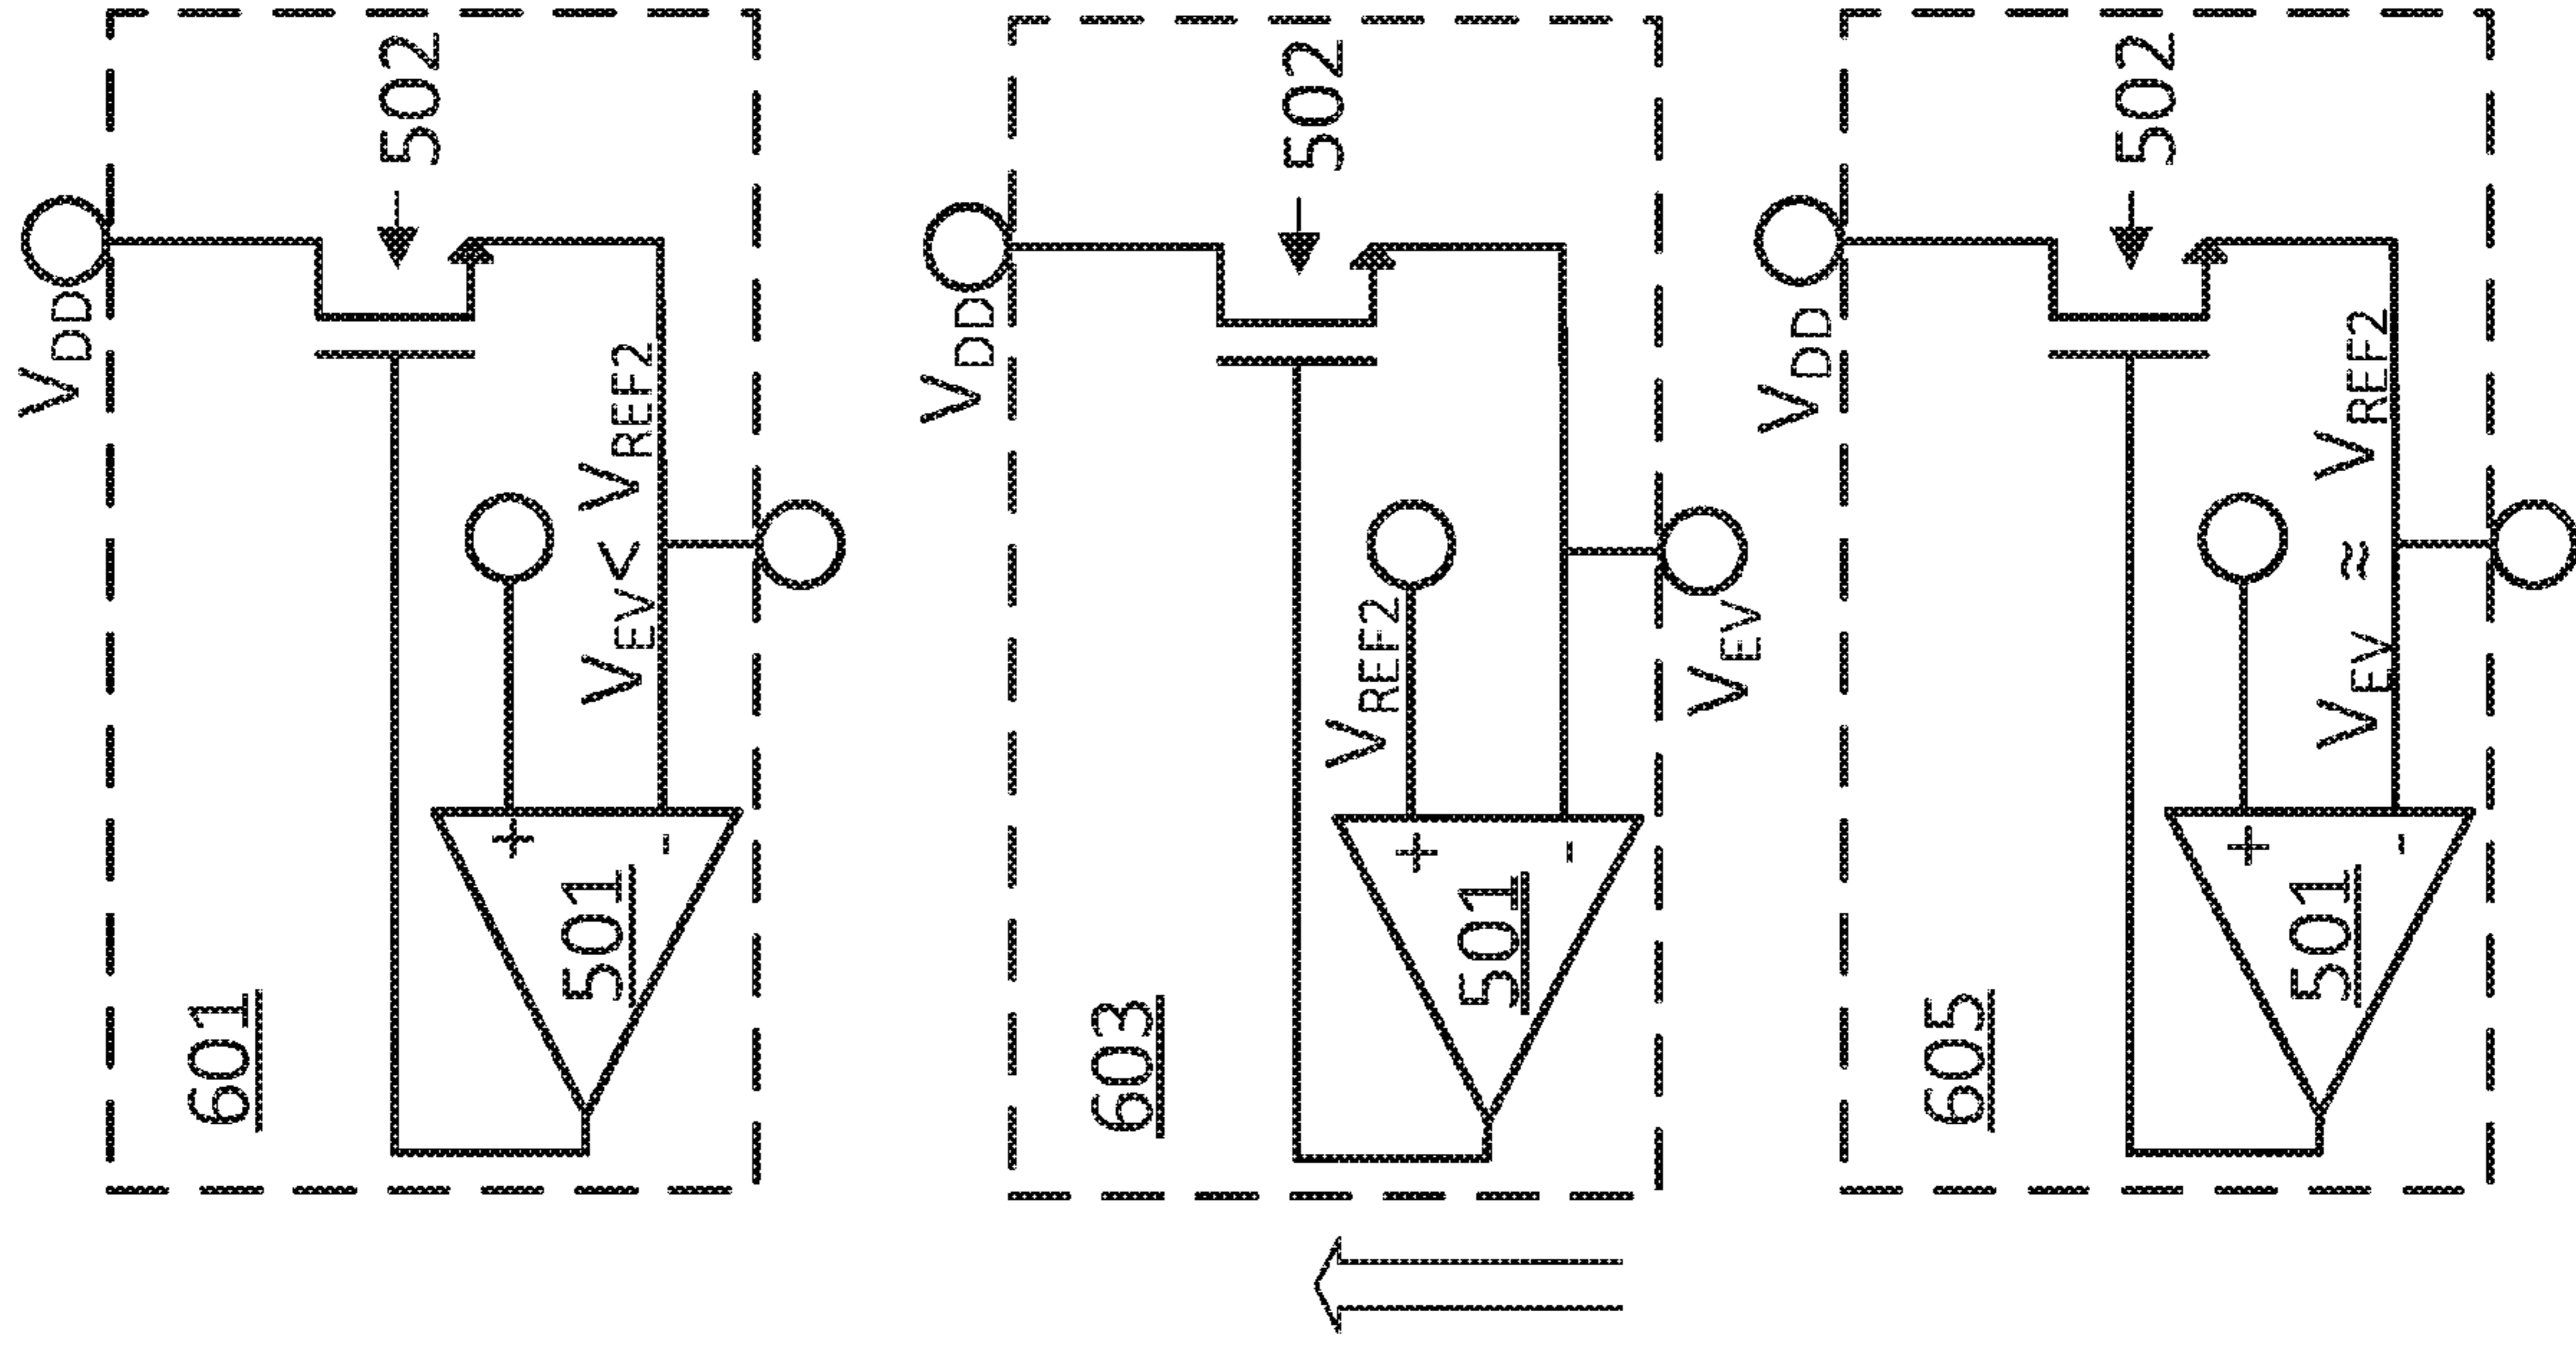 601
V_DD
502
V_EV < V_REF2
+
-
501
603
V_DD
502
V_REF2
+
-
501
V_EV
605
V_DD
502
V_EV ≈ V_REF2
+
-
501